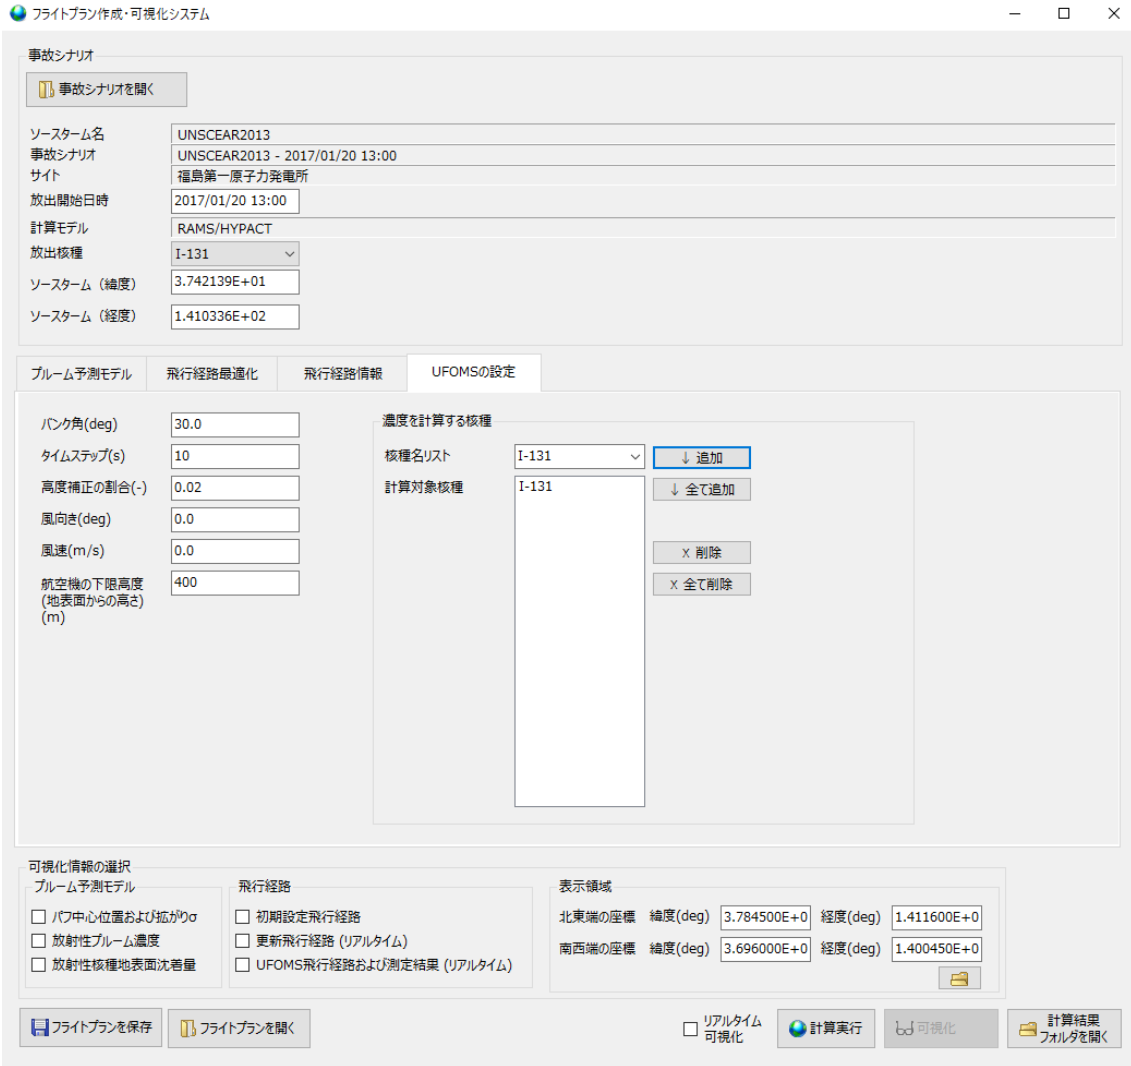 フライトプラン作成・可視化システム
事故シナリオ
事故シナリオを開く
ソースターム名 UNSCEAR2013
事故シナリオ UNSCEAR2013 - 2017/01/20 13:00
サイト 福島第一原子力発電所
放出開始日時 2017/01/20 13:00
計算モデル RAMS/HYPACT
放出核種 I-131
ソースターム（緯度） 3.742139E+01
ソースターム（経度） 1.410336E+02
プルーム予測モデル 飛行経路最適化 飛行経路情報 UFOMSの設定
バンク角(deg) 30.0
タイムステップ(s) 10
高度補正の割合(-) 0.02
風向き(deg) 0.0
風速(m/s) 0.0
航空機の下限高度 400
(地表面からの高さ)
(m)
濃度を計算する核種
核種名リスト I-131 ↓ 追加
計算対象核種 I-131 ↓ 全て追加
X 削除
X 全て削除
可視化情報の選択
プルーム予測モデル
パフ中心位置および拡がりσ
放射性プルーム濃度
放射性核種地表面沈着量
飛行経路
初期設定飛行経路
更新飛行経路 (リアルタイム)
UFOMS飛行経路および測定結果 (リアルタイム)
表示領域
北東端の座標 緯度(deg) 3.784500E+0 経度(deg) 1.411600E+0
南西端の座標 緯度(deg) 3.696000E+0 経度(deg) 1.400450E+0
フライトプランを保存 フライトプランを開く
リアルタイム
可視化
計算実行 可視化
計算結果
フォルダを開く